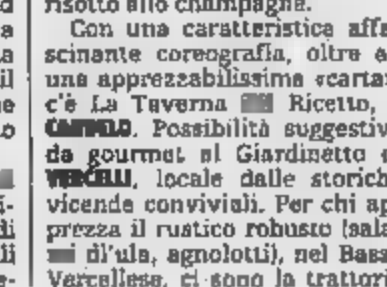 risotto allo champagne.
Con una caratteristica affa
scinante coreografia, oltre a
una apprezzabilissima «carta»
c'è La Taverna Ricetto,
Possibilità suggestiv
da gourmet al Giardinetto
VERCELLI, locale dalle storich
vicende conviviali. Per chi ap
prezza il rustico robusto (sala
di l'ula, agnolotti), nel Bass
Vercellese, ci sono la trattori